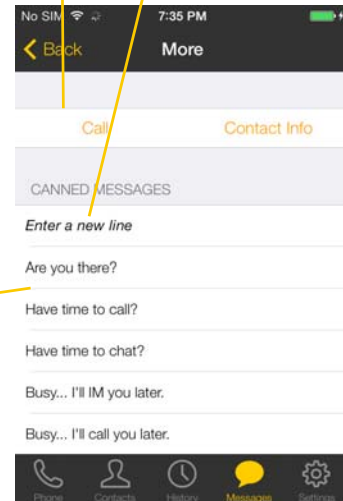 No SIM 7:35 PM
Back More
Call Contact Info
CANNED MESSAGES
Enter a new line
Are you there?
Have time to call?
Have time to chat?
Busy... I'll IM you later.
Busy... I'll call you later.
Phone Contacts History Messages Settings